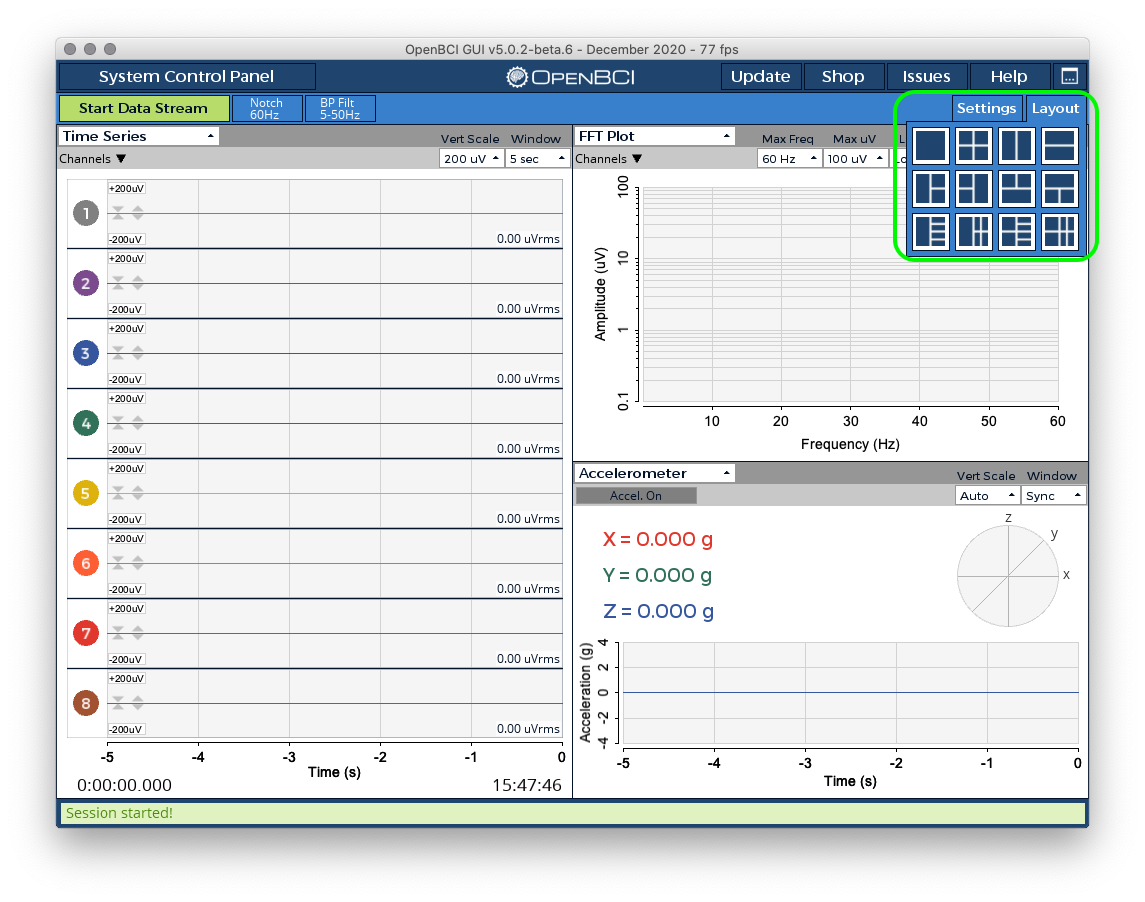 OpenBCI GUI v5.0.2-beta.6 - December 2020 - 77 fps
System Control Panel
OPENBCI
Update
Shop
Issues
Help
Start Data Stream
Notch
60Hz
BP Filt
5-50Hz
Settings
Layout
Time Series
Vert Scale
Window
Channels ▼
200 uV
5 sec
1
+200uV
-200uV
0.00 uVrms
2
+200uV
-200uV
0.00 uVrms
3
+200uV
-200uV
0.00 uVrms
4
+200uV
-200uV
0.00 uVrms
5
+200uV
-200uV
0.00 uVrms
6
+200uV
-200uV
0.00 uVrms
7
+200uV
-200uV
0.00 uVrms
8
+200uV
-200uV
0.00 uVrms
-5 -4 -3 -2 -1 0
Time (s)
0:00:00.000
15:47:46
FFT Plot
Max Freq
Max uV
Channels ▼
60 Hz
100 uV
100
10
1
0.1
Amplitude (uV)
10 20 30 40 50 60
Frequency (Hz)
Accelerometer
Vert Scale
Window
Accel. On
Auto
Sync
X = 0.000 g
Y = 0.000 g
Z = 0.000 g
z
y
x
4
2
0
-2
-4
Acceleration (g)
-5 -4 -3 -2 -1 0
Time (s)
Session started!